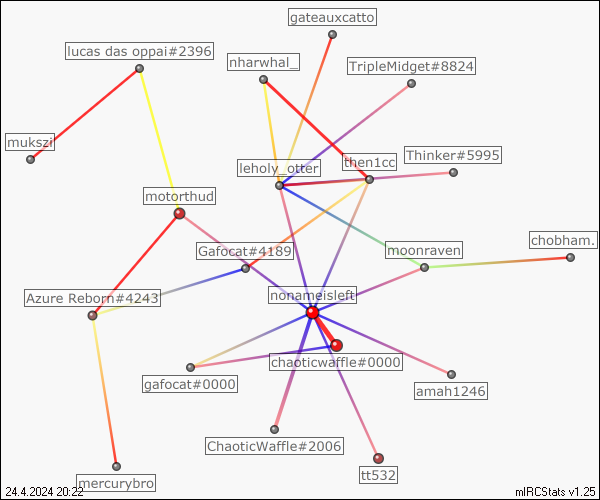 gateauxcatto
lucas das oppai#2396
nharwhal_
TripleMidget#8824
mukszi
leholy_otter
then1cc
Thinker#5995
motorthud
Gafocat#4189
moonraven
chobham.
Azure Reborn#4243
nonameisleft
chaoticwaffle#0000
gafocat#0000
amah1246
ChaoticWaffle#2006
tt532
mercurybro
24.4.2024 20:22
mIRCStats v1.25